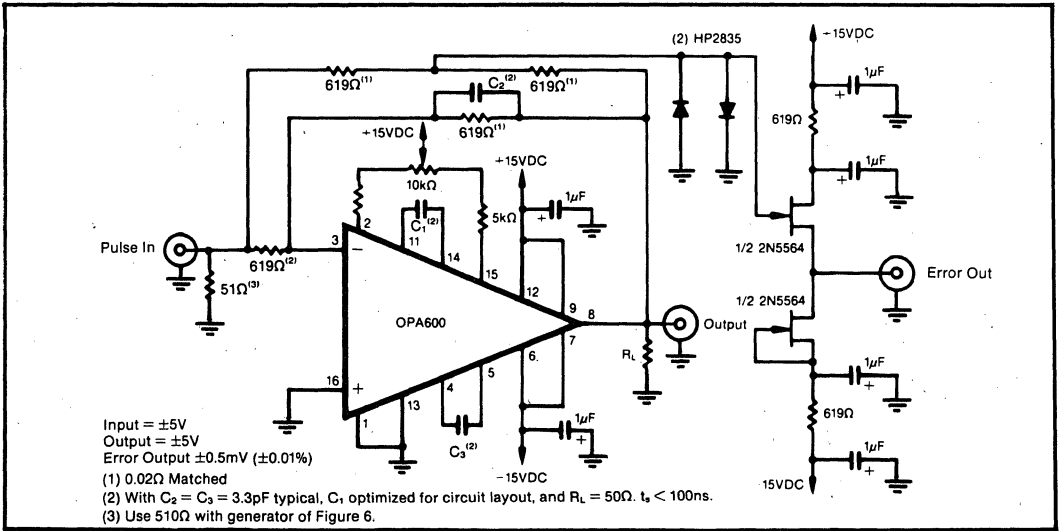 (2) HP2835
+15VDC
1μF
+
619Ω(1)
619Ω(1)
C2(2)
619Ω(1)
619Ω
+15VDC
10kΩ
+15VDC
1μF
+
1μF
+
2
C1(2)
11
14
5kΩ
15
Pulse In
3
−
619Ω(2)
51Ω(3)
12
9
8
7
6
OPA600
Output
RL
1/2 2N5564
Error Out
1/2 2N5564
16
+
1
13
4
5
C3(2)
1μF
+
−15VDC
1μF
+
619Ω
1μF
+
15VDC
Input = ±5V
Output = ±5V
Error Output ±0.5mV (±0.01%)
(1) 0.02Ω Matched
(2) With C2 = C3 = 3.3pF typical, C1 optimized for circuit layout, and RL = 50Ω. ts < 100ns.
(3) Use 510Ω with generator of Figure 6.